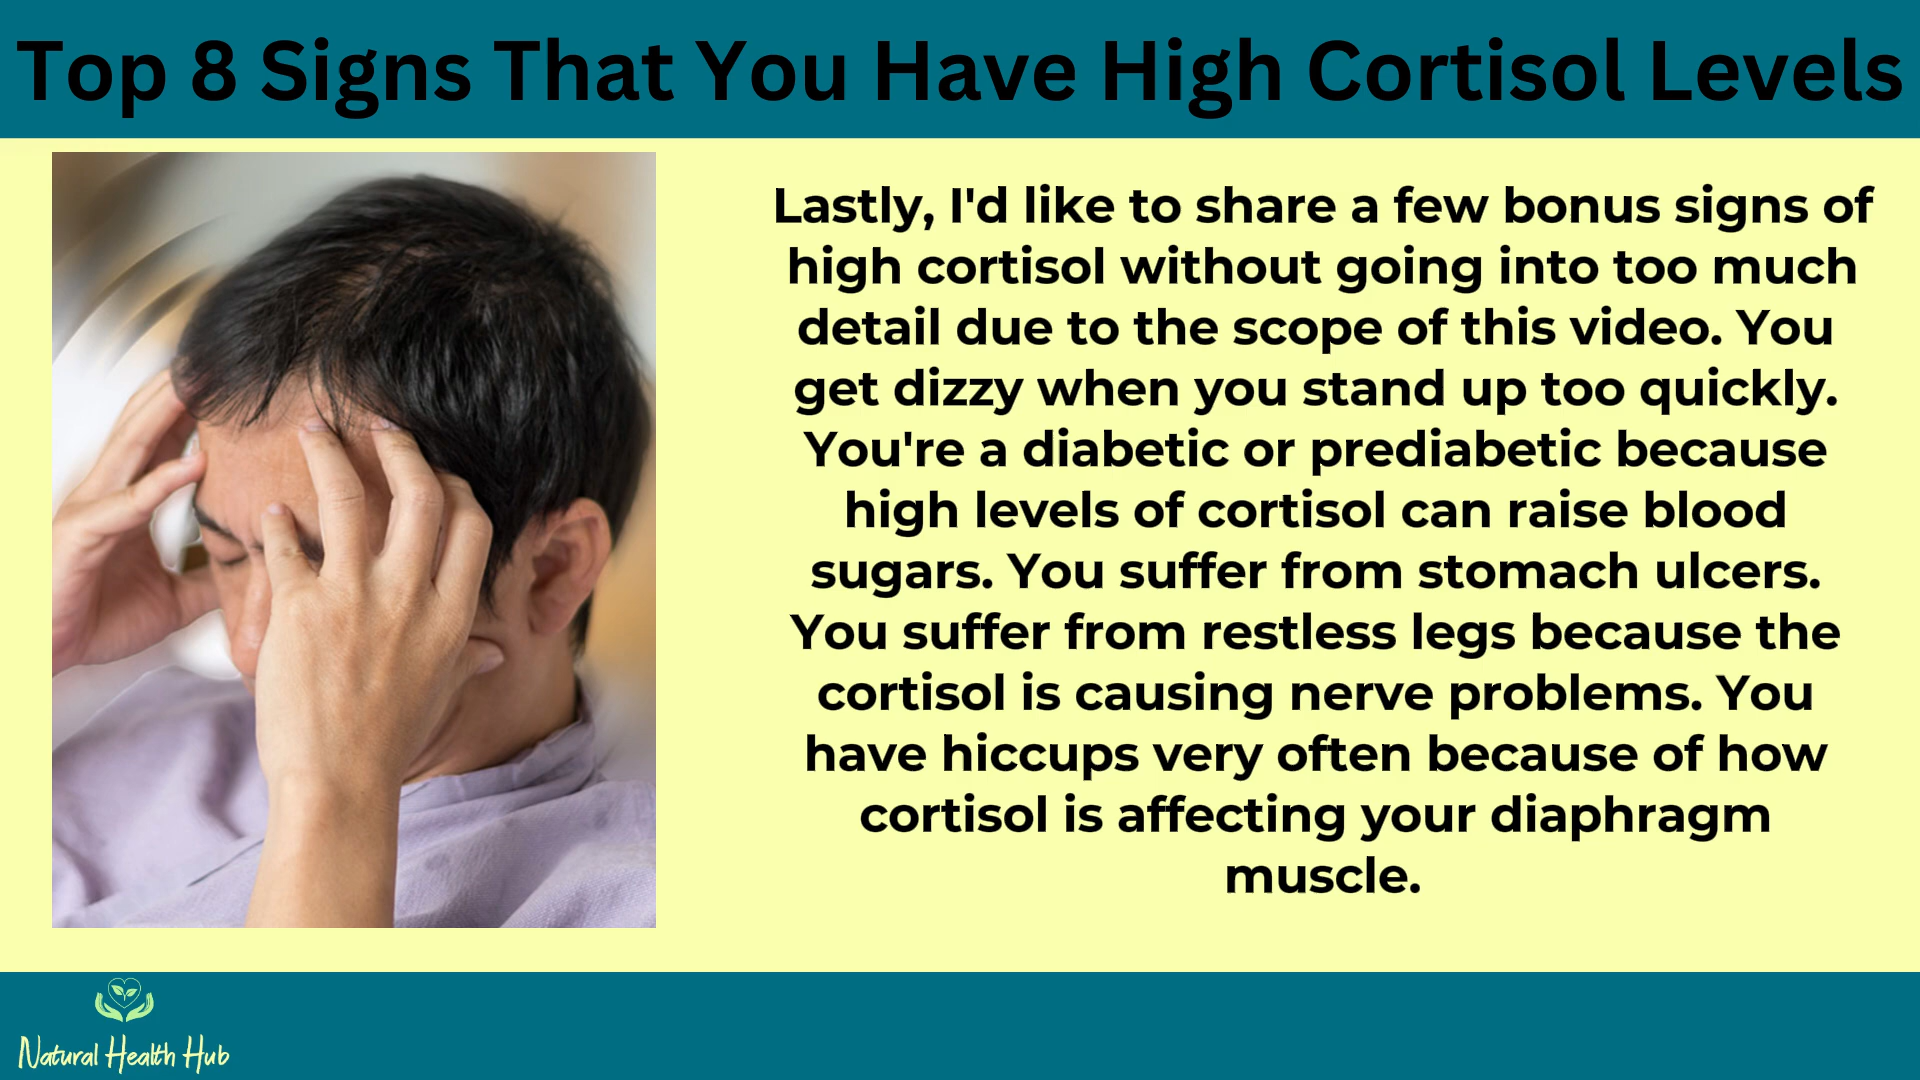 Top 8 Signs That You Have High Cortisol Levels
Lastly, I'd like to share a few bonus signs of
high cortisol without going into too much
detail due to the scope of this video. You
get dizzy when you stand up too quickly.
You're a diabetic or prediabetic because
high levels of cortisol can raise blood
sugars. You suffer from stomach ulcers.
You suffer from restless legs because the
cortisol is causing nerve problems. You
have hiccups very often because of how
cortisol is affecting your diaphragm
muscle.
Natural Health Hub